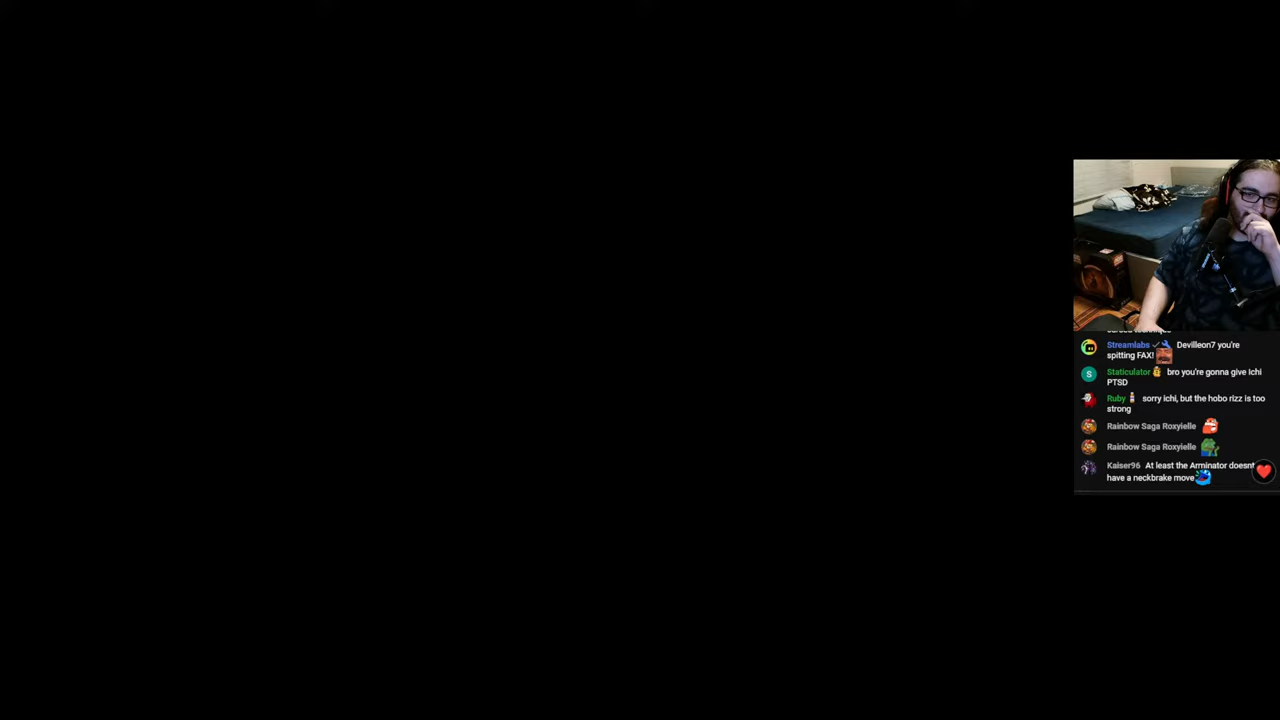 Streamlabs Devilleon7 you're
spitting FAX!
Staticulator bro you're gonna give Ichi
PTSD
Ruby sorry ichi, but the hobo rizz is too
strong
Rainbow Saga Roxyielle
Rainbow Saga Roxyielle
Kaiser96 At least the Arminator doesnt
have a neckbrake move